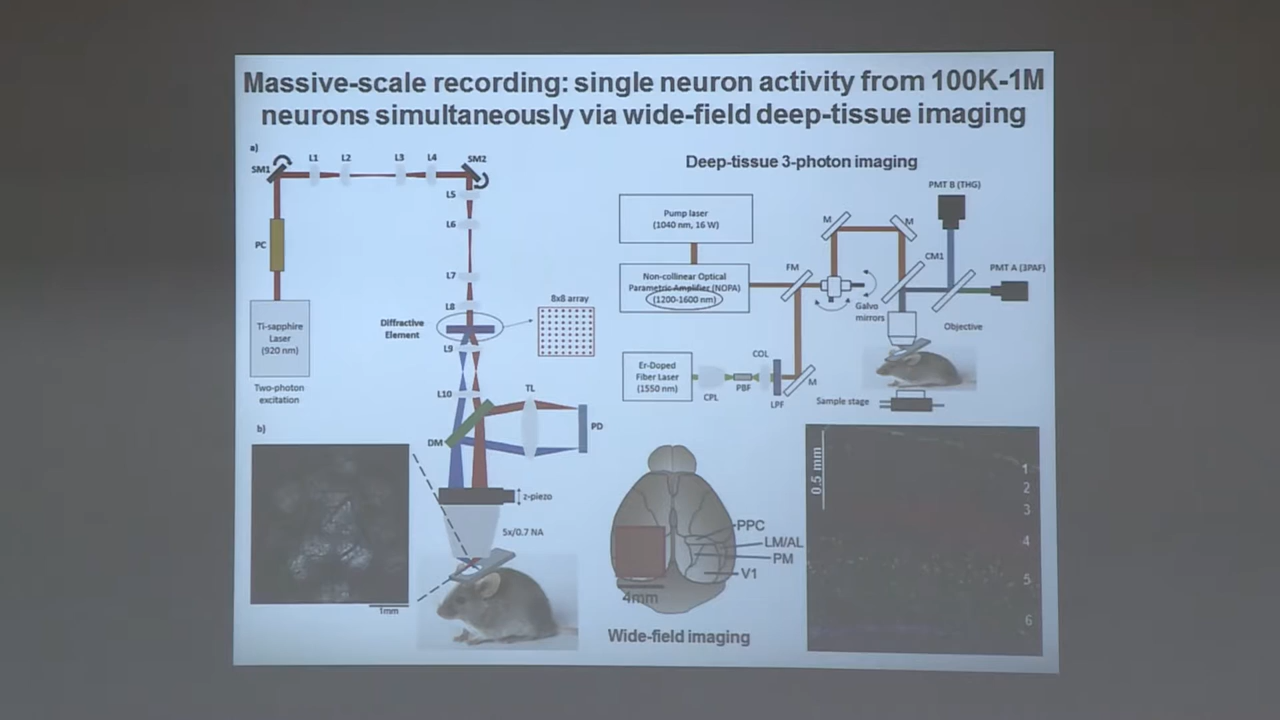 Massive-scale recording: single neuron activity from 100K-1M
neurons simultaneously via wide-field deep-tissue imaging
a)
SM1
L1
L2
L3
L4
SM2
L5
L6
PC
L7
L8
8x8 array
Diffractive
Element
L9
Ti-sapphire
Laser
(920 nm)
Two-photon
excitation
L10
TL
PD
DM
b)
z-piezo
5x/0.7 NA
1mm
Deep-tissue 3-photon imaging
PMT B (THG)
Pump laser
(1040 nm, 16 W)
M
M
CM1
FM
PMT A (3PAF)
Non-collinear Optical
Parametric Amplifier (NOPA)
(1200-1600 nm)
Galvo
mirrors
Objective
Er-Doped
Fiber Laser
(1550 nm)
COL
CPL
PBF
LPF
M
Sample stage
PPC
LM/AL
PM
V1
4mm
Wide-field imaging
0.5 mm
1
2
3
4
5
6